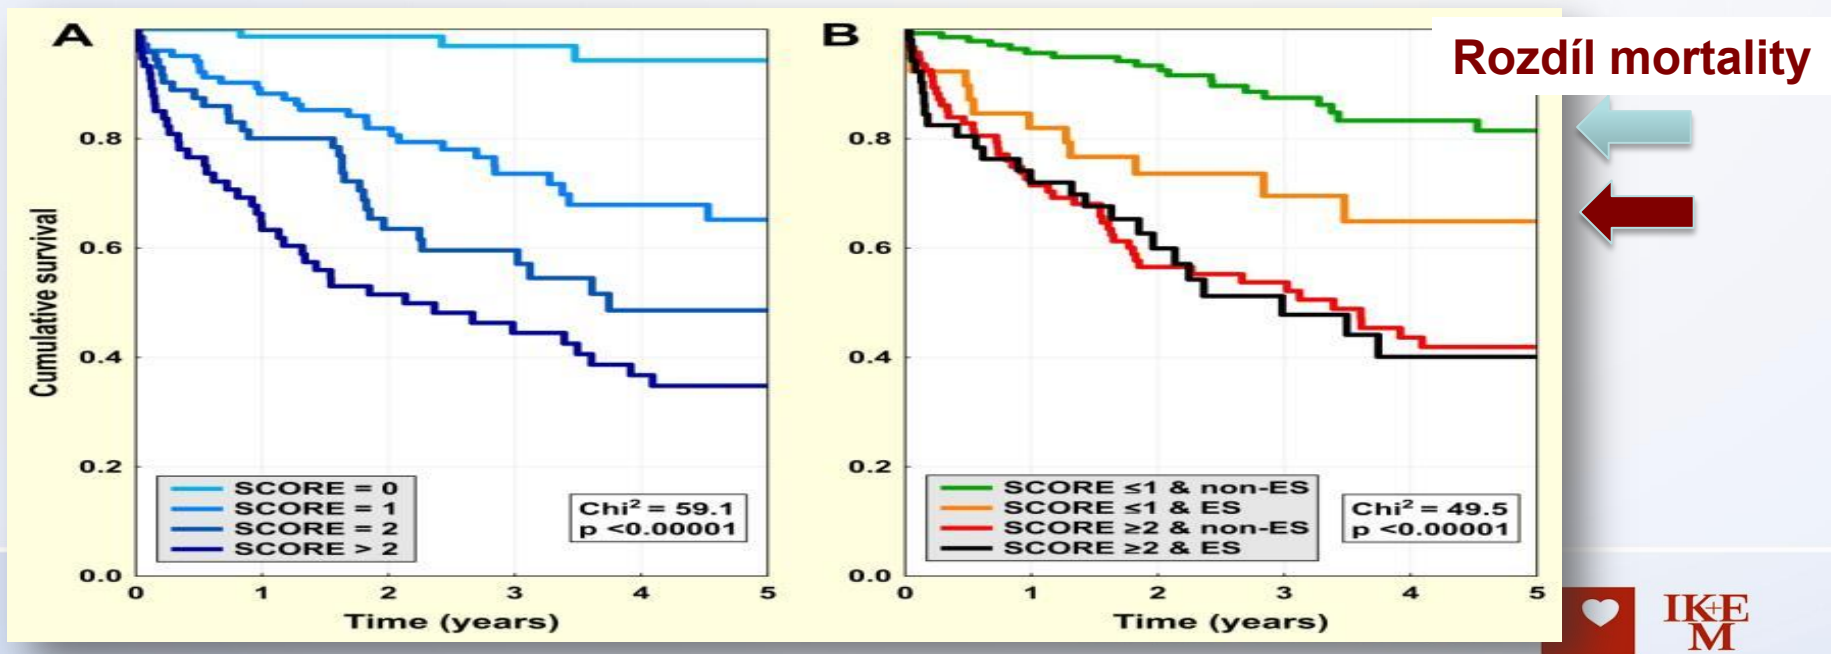 A
B
Rozdíl mortality
Cumulative survival
0.8
0.6
0.4
0.2
0.0
SCORE = 0
SCORE = 1
SCORE = 2
SCORE > 2
Chi² = 59.1
p <0.00001
0 1 2 3 4 5
Time (years)
0.8
0.6
0.4
0.2
0.0
SCORE ≤1 & non-ES
SCORE ≤1 & ES
SCORE ≥2 & non-ES
SCORE ≥2 & ES
Chi² = 49.5
p <0.00001
0 1 2 3 4 5
Time (years)
IK+E
M